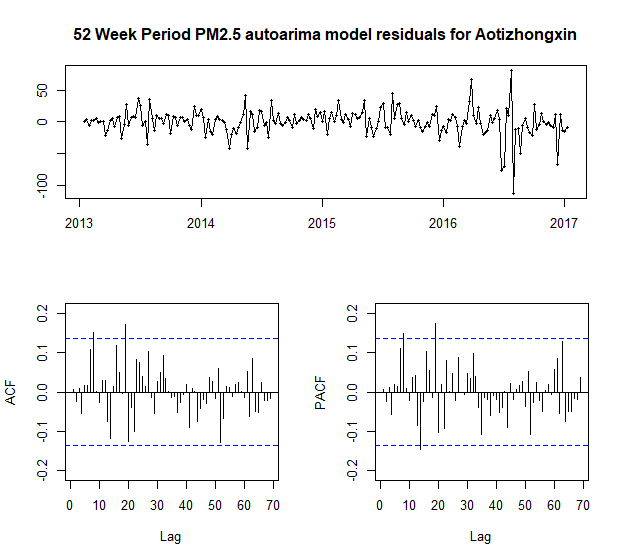 52 Week Period PM2.5 autoarima model residuals for Aotizhongxin
50
0
-100
2013 2014 2015 2016 2017
ACF
0.2
0.1
0.0
-0.1
-0.2
0 10 20 30 40 50 60 70
Lag
PACF
0.2
0.1
0.0
-0.1
-0.2
0 10 20 30 40 50 60 70
Lag